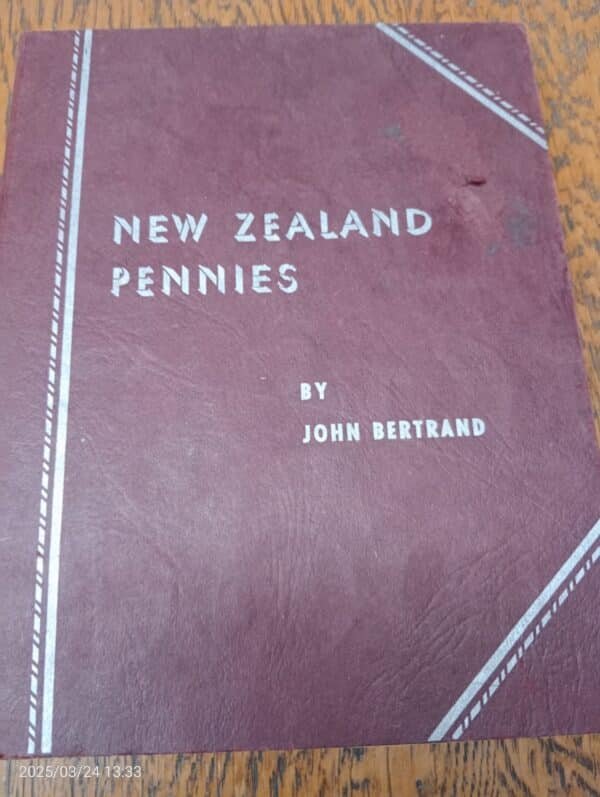 NEW ZEALAND
PENNIES
BY
JOHN BERTRAND
2025/03/24 13:33